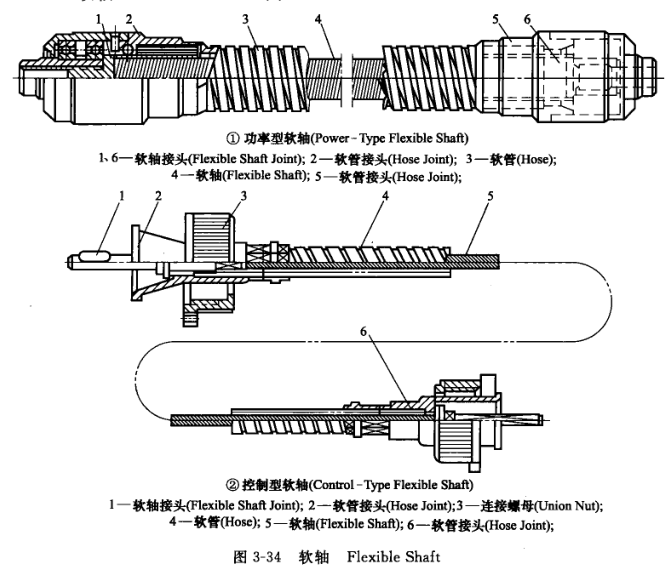 1 2 3 4 5 6
① 功率型软轴(Power-Type Flexible Shaft)
1、6—软轴接头(Flexible Shaft Joint); 2—软管接头(Hose Joint); 3—软管(Hose);
4—软轴(Flexible Shaft); 5—软管接头(Hose Joint);
1 2 3 4 5
6
② 控制型软轴(Control-Type Flexible Shaft)
1—软轴接头(Flexible Shaft Joint); 2—软管接头(Hose Joint);3—连接螺母(Union Nut);
4—软管(Hose); 5—软轴(Flexible Shaft); 6—软管接头(Hose Joint);
图 3-34 软轴 Flexible Shaft